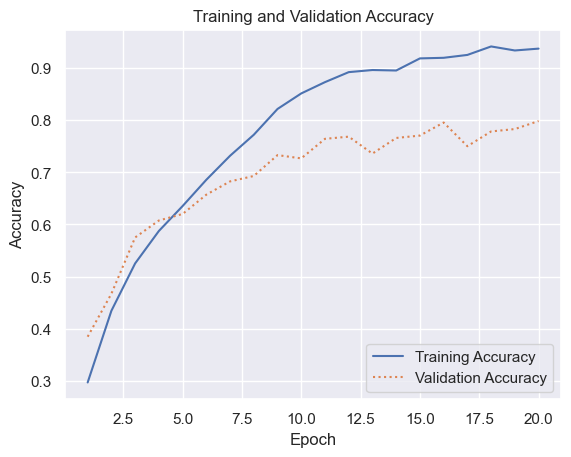 Training and Validation Accuracy
Accuracy
0.9
0.8
0.7
0.6
0.5
0.4
0.3
Training Accuracy
Validation Accuracy
2.5 5.0 7.5 10.0 12.5 15.0 17.5 20.0
Epoch